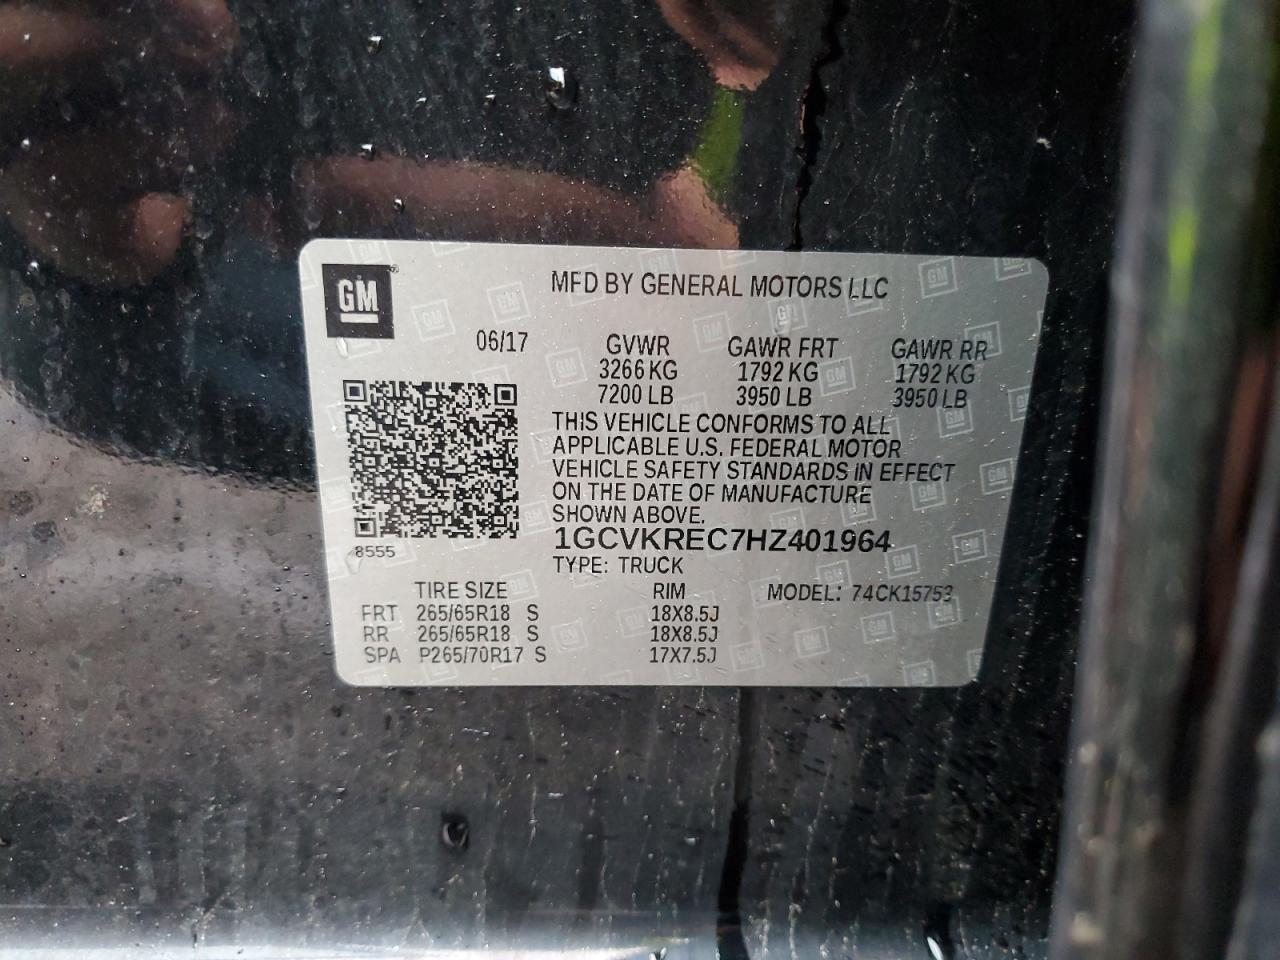 GM
MFD BY GENERAL MOTORS LLC
06/17 GVWR GAWR FRT GAWR RR
3266 KG 1792 KG 1792 KG
7200 LB 3950 LB 3950 LB
THIS VEHICLE CONFORMS TO ALL
APPLICABLE U.S. FEDERAL MOTOR
VEHICLE SAFETY STANDARDS IN EFFECT
ON THE DATE OF MANUFACTURE
SHOWN ABOVE.
8555
1GCVKREC7HZ401964
TYPE: TRUCK
TIRE SIZE RIM MODEL: 74CK15753
FRT 265/65R18 S 18X8.5J
RR 265/65R18 S 18X8.5J
SPA P265/70R17 S 17X7.5J